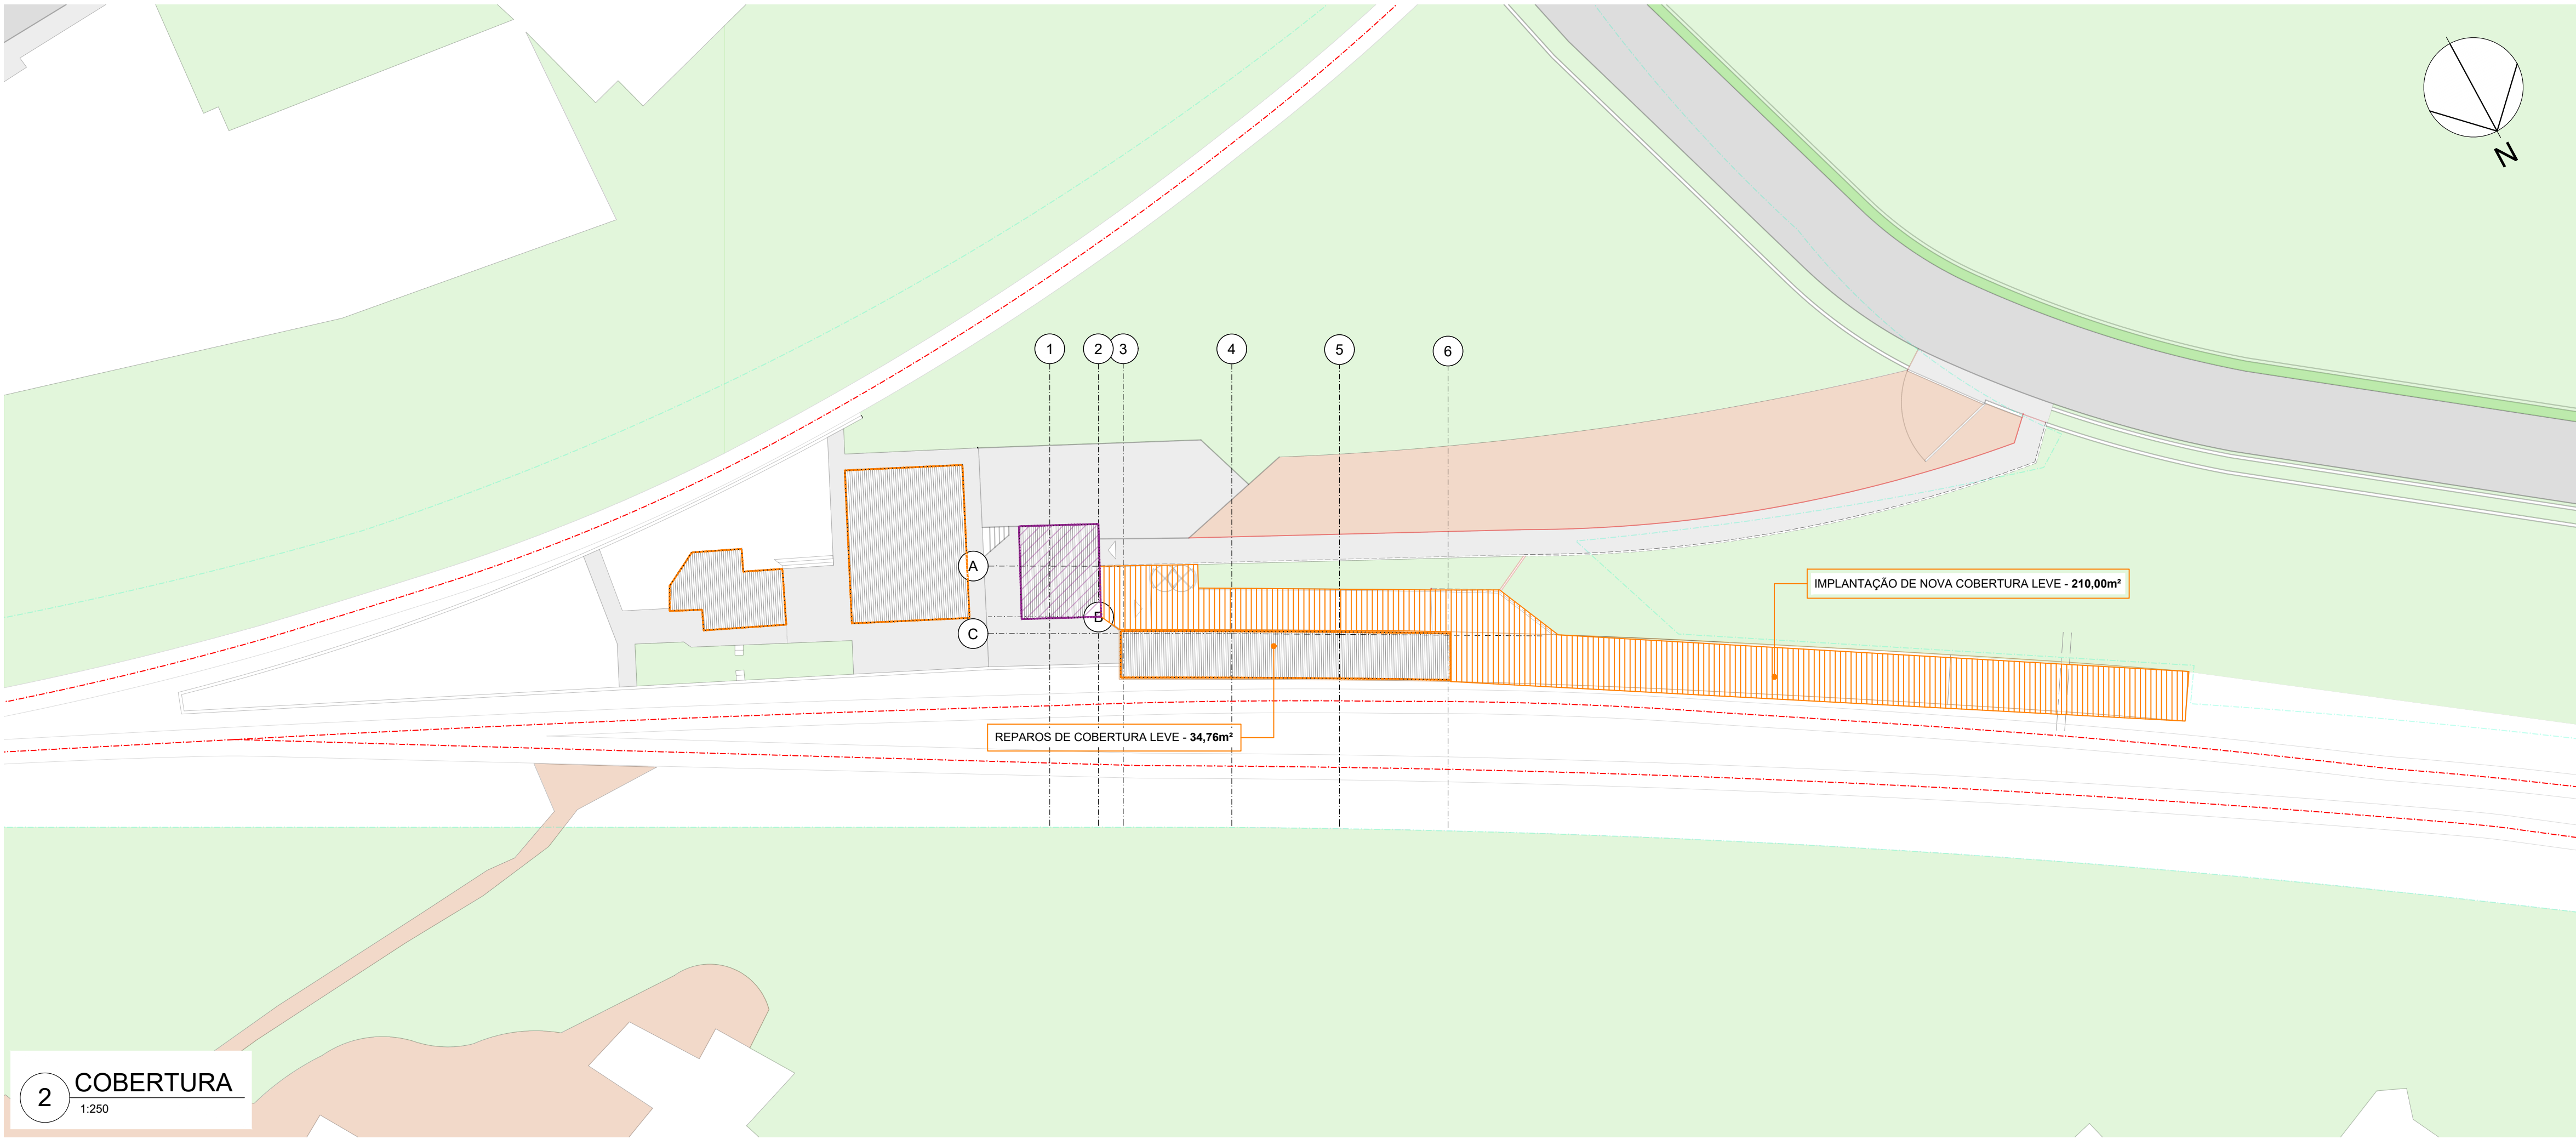 N
1
2
3
4
5
6
A
B
C
IMPLANTAÇÃO DE NOVA COBERTURA LEVE - 210,00m²
REPAROS DE COBERTURA LEVE - 34,76m²
2
COBERTURA
1:250